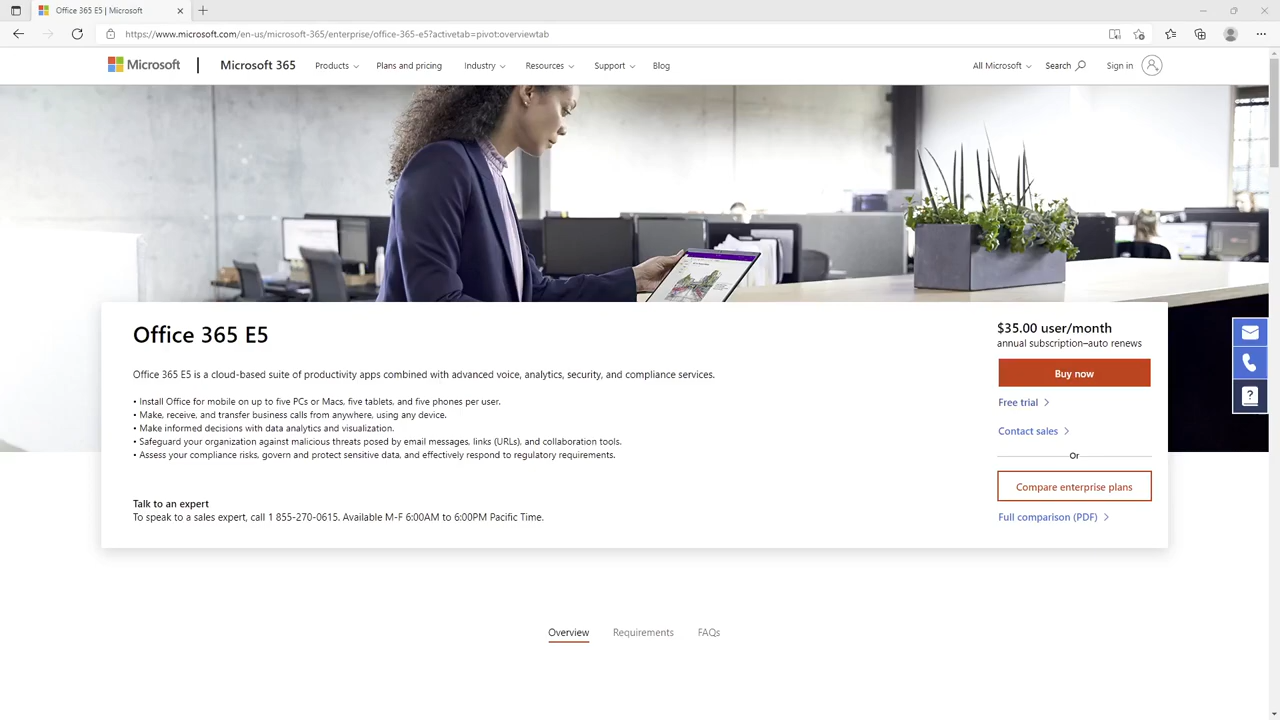 Office 365 E5 | Microsoft
https://www.microsoft.com/en-us/microsoft-365/enterprise/office-365-e5?activetab=pivot:overviewtab
Microsoft Microsoft 365 Products Plans and pricing Industry Resources Support Blog All Microsoft Search Sign in
Office 365 E5
Office 365 E5 is a cloud-based suite of productivity apps combined with advanced voice, analytics, security, and compliance services.
• Install Office for mobile on up to five PCs or Macs, five tablets, and five phones per user.
• Make, receive, and transfer business calls from anywhere, using any device.
• Make informed decisions with data analytics and visualization.
• Safeguard your organization against malicious threats posed by email messages, links (URLs), and collaboration tools.
• Assess your compliance risks, govern and protect sensitive data, and effectively respond to regulatory requirements.
Talk to an expert
To speak to a sales expert, call 1 855-270-0615. Available M-F 6:00AM to 6:00PM Pacific Time.
$35.00 user/month
annual subscription–auto renews
Buy now
Free trial
Contact sales
Or
Compare enterprise plans
Full comparison (PDF)
Overview Requirements FAQs